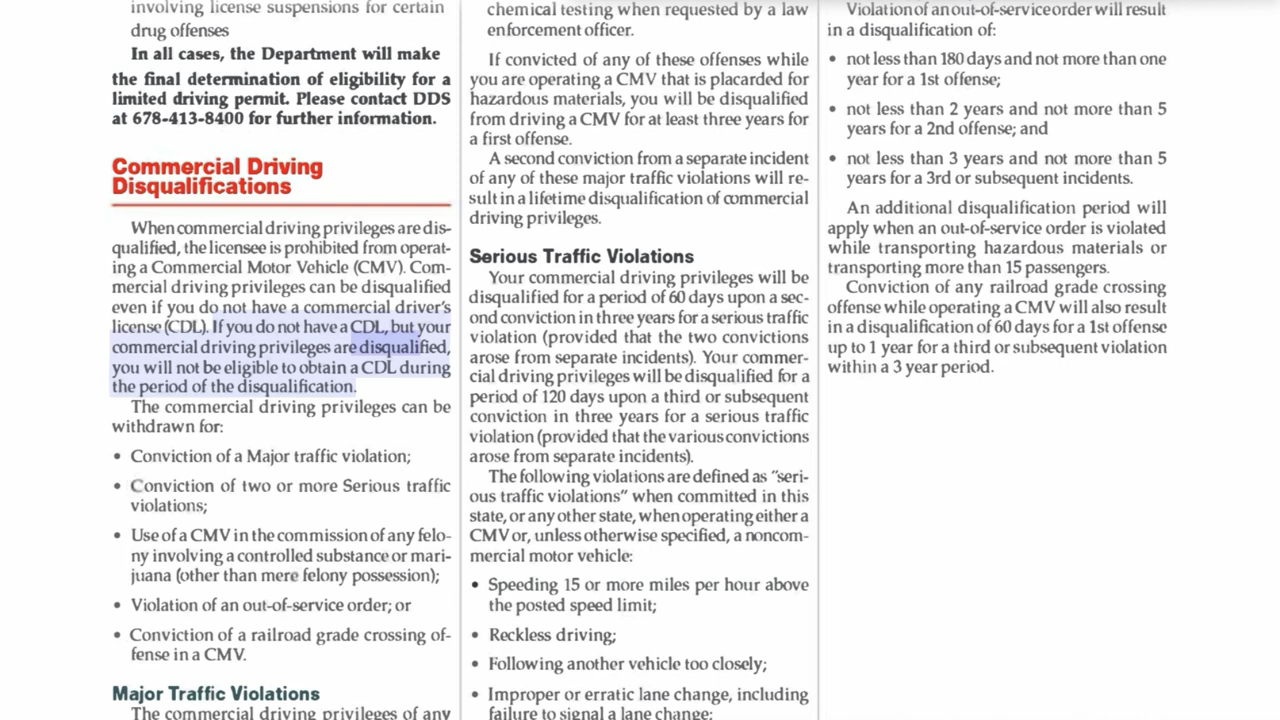 involving license suspensions for certain
drug offenses
In all cases, the Department will make
the final determination of eligibility for a
limited driving permit. Please contact DDS
at 678-413-8400 for further information.
Commercial Driving
Disqualifications
When commercial driving privileges are dis-
qualified, the licensee is prohibited from operat-
ing a Commercial Motor Vehicle (CMV). Com-
mercial driving privileges can be disqualified
even if you do not have a commercial driver's
license (CDL). If you do not have a CDL, but your
commercial driving privileges are disqualified,
you will not be eligible to obtain a CDL during
the period of the disqualification.
The commercial driving privileges can be
withdrawn for:
• Conviction of a Major traffic violation;
• Conviction of two or more Serious traffic
violations;
• Use of a CMV in the commission of any felo-
ny involving a controlled substance or mari-
juana (other than mere felony possession);
• Violation of an out-of-service order; or
• Conviction of a railroad grade crossing of-
fense in a CMV.
Major Traffic Violations
The commercial driving privileges of any
chemical testing when requested by a law
enforcement officer.
If convicted of any of these offenses while
you are operating a CMV that is placarded for
hazardous materials, you will be disqualified
from driving a CMV for at least three years for
a first offense.
A second conviction from a separate incident
of any of these major traffic violations will re-
sult in a lifetime disqualification of commercial
driving privileges.
Serious Traffic Violations
Your commercial driving privileges will be
disqualified for a period of 60 days upon a sec-
ond conviction in three years for a serious traffic
violation (provided that the two convictions
arose from separate incidents). Your commer-
cial driving privileges will be disqualified for a
period of 120 days upon a third or subsequent
conviction in three years for a serious traffic
violation (provided that the various convictions
arose from separate incidents).
The following violations are defined as "seri-
ous traffic violations" when committed in this
state, or any other state, when operating either a
CMV or, unless otherwise specified, a noncom-
mercial motor vehicle:
• Speeding 15 or more miles per hour above
the posted speed limit;
• Reckless driving;
• Following another vehicle too closely;
• Improper or erratic lane change, including
failure to signal a lane change;
Violation of an out-of-service order will result
in a disqualification of:
• not less than 180 days and not more than one
year for a 1st offense;
• not less than 2 years and not more than 5
years for a 2nd offense; and
• not less than 3 years and not more than 5
years for a 3rd or subsequent incidents.
An additional disqualification period will
apply when an out-of-service order is violated
while transporting hazardous materials or
transporting more than 15 passengers.
Conviction of any railroad grade crossing
offense while operating a CMV will also result
in a disqualification of 60 days for a 1st offense
up to 1 year for a third or subsequent violation
within a 3 year period.